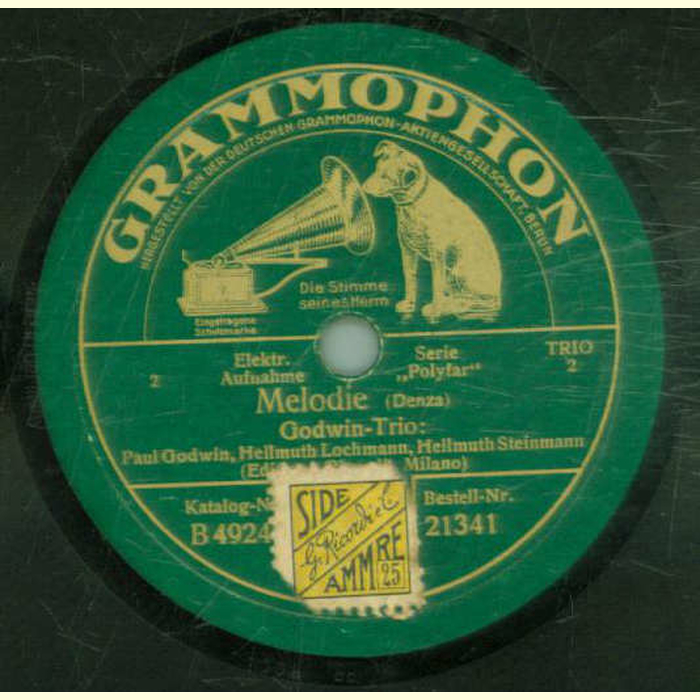 GRAMMOPHON
HERGESTELLT VON DER DEUTSCHEN GRAMMOPHON-AKTIENGESELLSCHAFT, BERLIN
Die Stimme
seines Herrn
Eingetragene
Schutzmarke
2 Elektr. Aufnahme Serie „Polyfar“ TRIO 2
Melodie (Denza)
Godwin-Trio:
Paul Godwin, Hellmuth Lochmann, Hellmuth Steinmann
Milano)
Katalog-N Bestell-Nr.
B 4924 21341
SIDE
G. Ricordi e C.
AMMRE
25